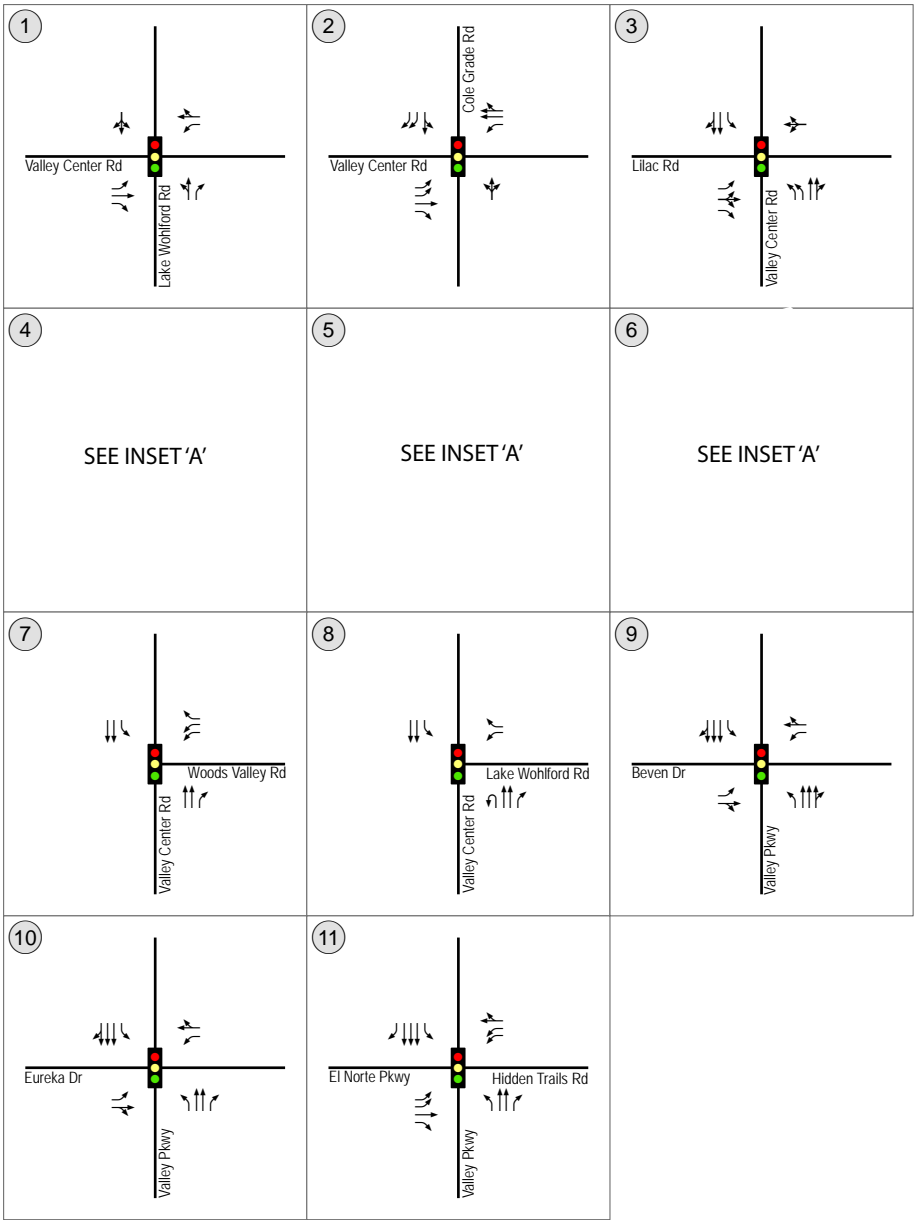 1
Valley Center Rd
Lake Wohlford Rd
2
Cole Grade Rd
Valley Center Rd
3
Lilac Rd
Valley Center Rd
4
SEE INSET 'A'
5
SEE INSET 'A'
6
SEE INSET 'A'
7
Woods Valley Rd
Valley Center Rd
8
Lake Wohlford Rd
Valley Center Rd
9
Beven Dr
Valley Pkwy
10
Eureka Dr
Valley Pkwy
11
El Norte Pkwy
Hidden Trails Rd
Valley Pkwy